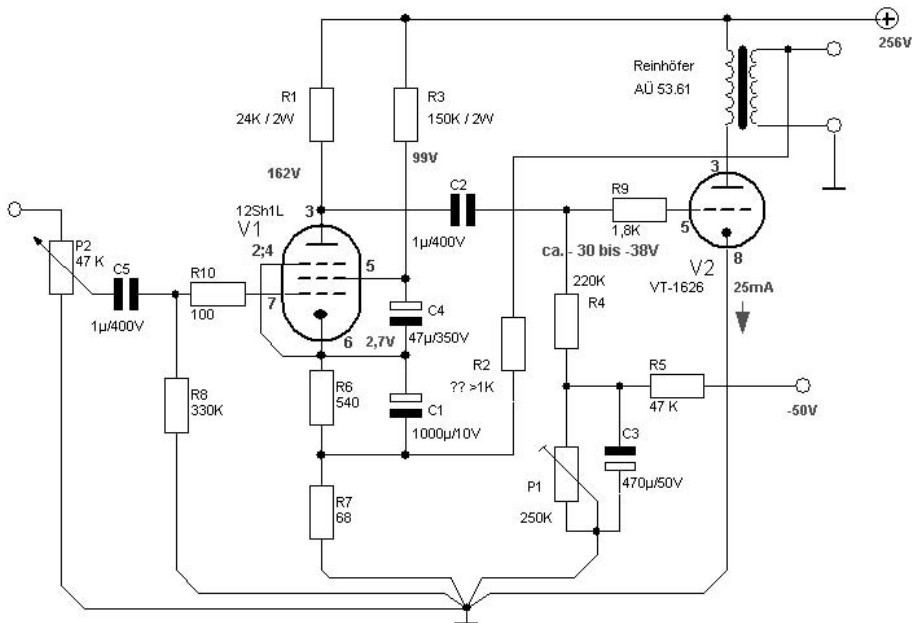 256V
Reinhöfer
AÜ 53.61
R1
24K / 2W
R3
150K / 2W
162V
99V
3
C2
R9
12Sh1L
V1
3
2;4
5
1µ/400V
1,8K
5
ca. - 30 bis -38V
V2
8
VT-1626
25mA
P2
47 K
C5
R10
7
100
1µ/400V
C4
47µ/350V
6
2,7V
220K
R4
R2
?? >1K
R5
47 K
-50V
R8
330K
R6
540
C1
1000µ/10V
C3
470µ/50V
P1
250K
R7
68